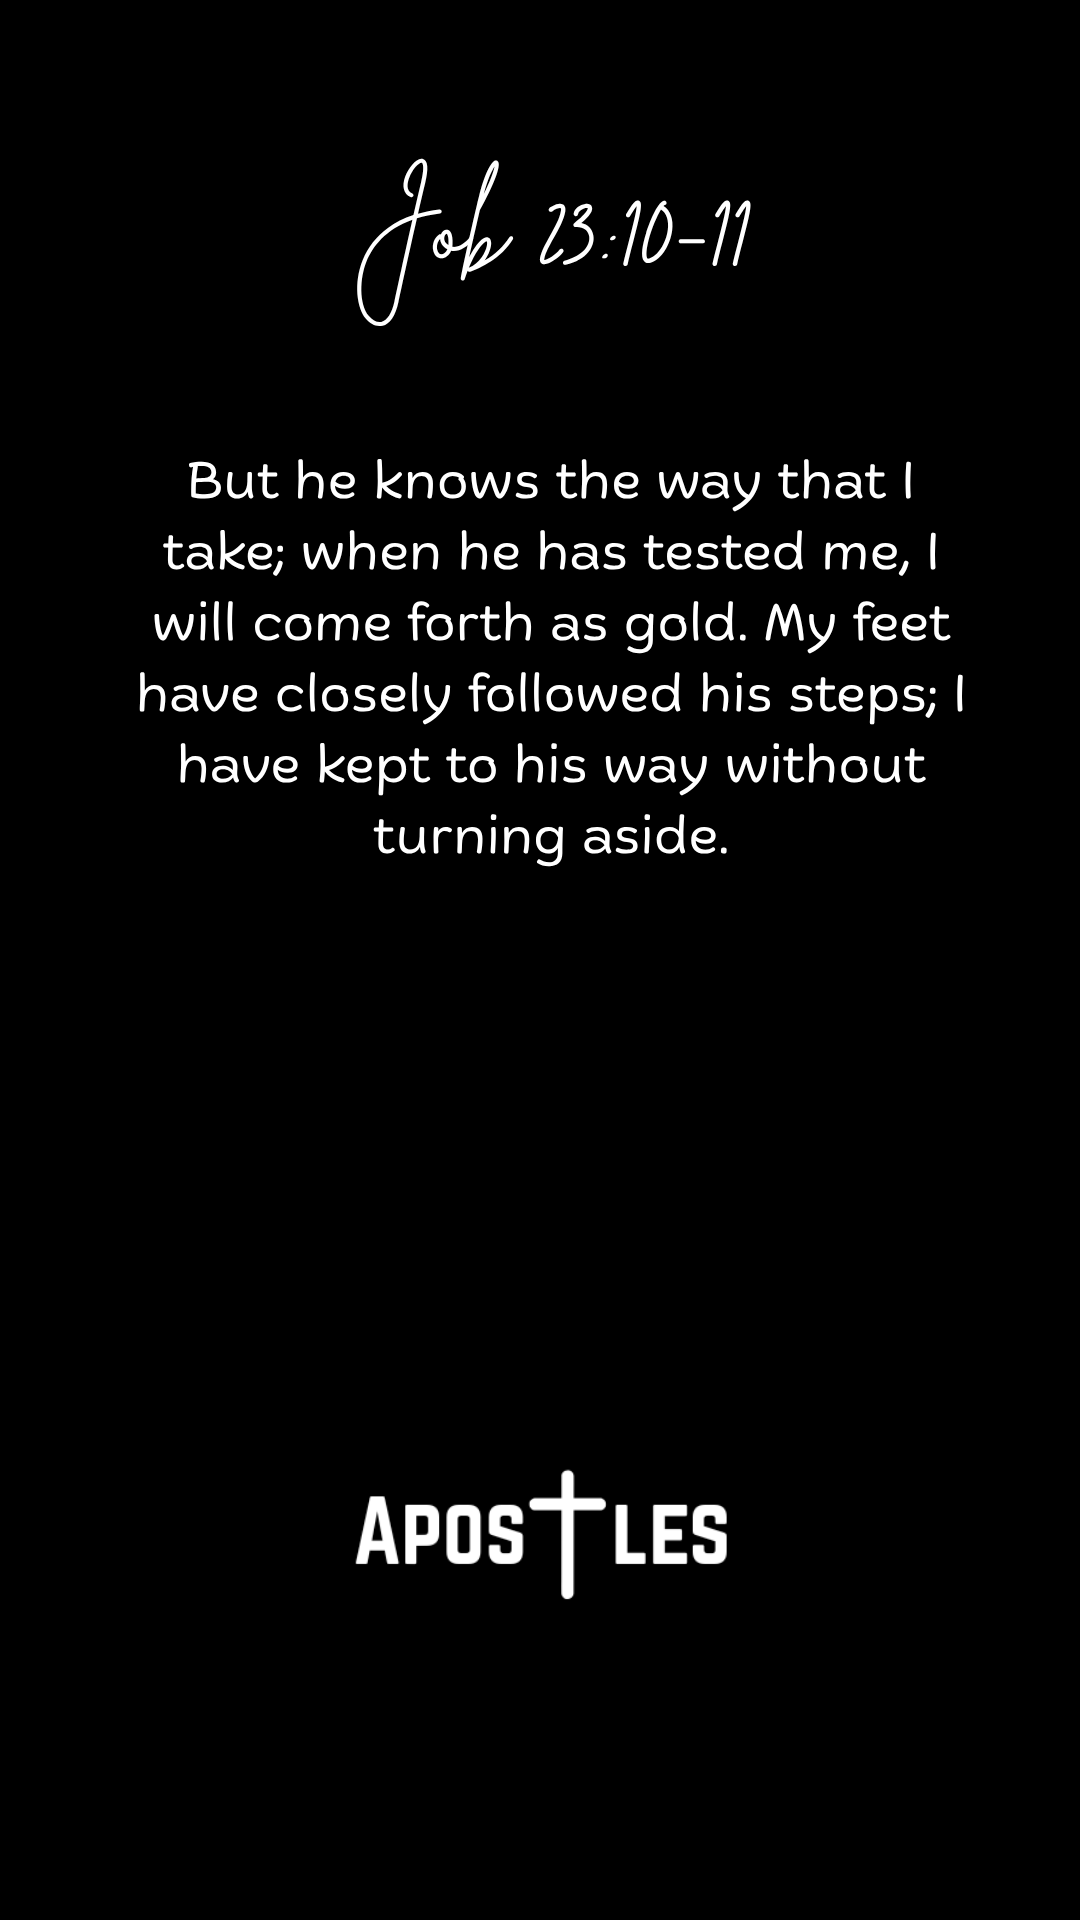 Job 23:10-11
But he knows the way that I
take; when he has tested me, I
will come forth as gold. My feet
have closely followed his steps; I
have kept to his way without
turning aside.
APOSTLES